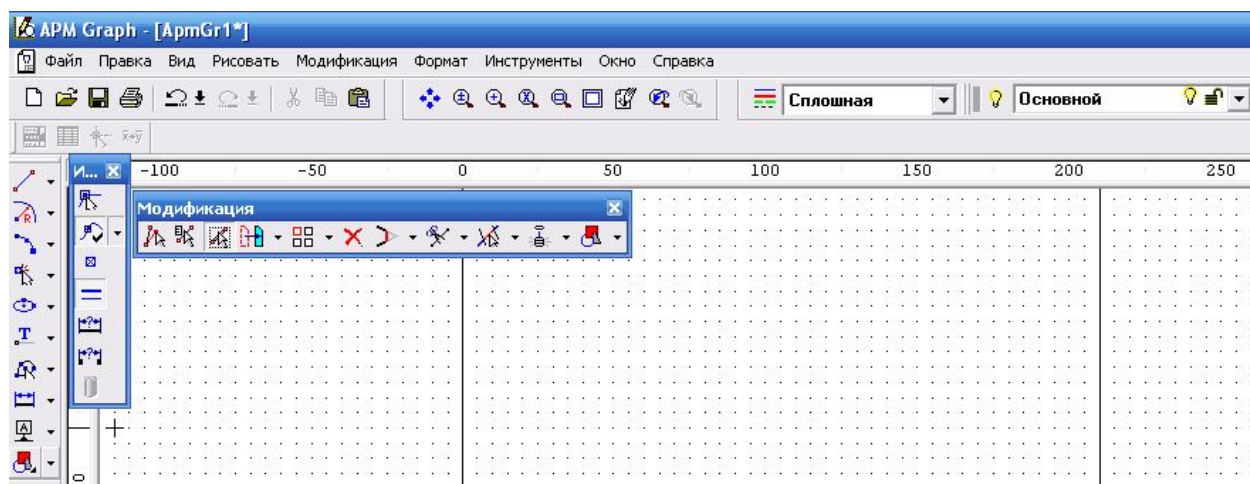 APM Graph - [ApmGr1*]
Файл Правка Вид Рисовать Модификация Формат Инструменты Окно Справка
Сплошная Основной
И... -100 -50 0 50 100 150 200 250
Модификация
0